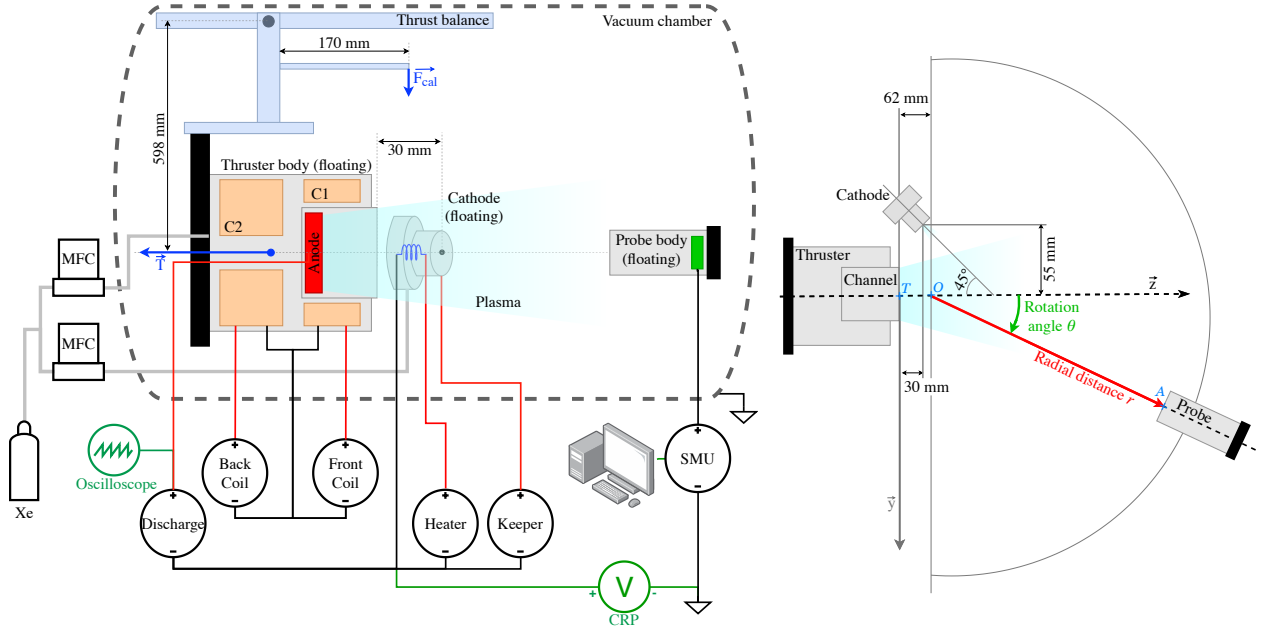 Thrust balance
Vacuum chamber
170 mm
F⃗cal
598 mm
30 mm
Thruster body (floating)
C1
C2
Cathode
(floating)
Anode
T⃗
Probe body
(floating)
Plasma
MFC
MFC
Xe
Oscilloscope
+
Back
Coil
-
+
Front
Coil
-
+
SMU
-
+
Discharge
-
+
Heater
-
+
Keeper
-
+ V -
CRP
62 mm
Cathode
55 mm
45°
Thruster
Channel
T
O
z⃗
Rotation
angle θ
Radial distance r
30 mm
A
Probe
y⃗